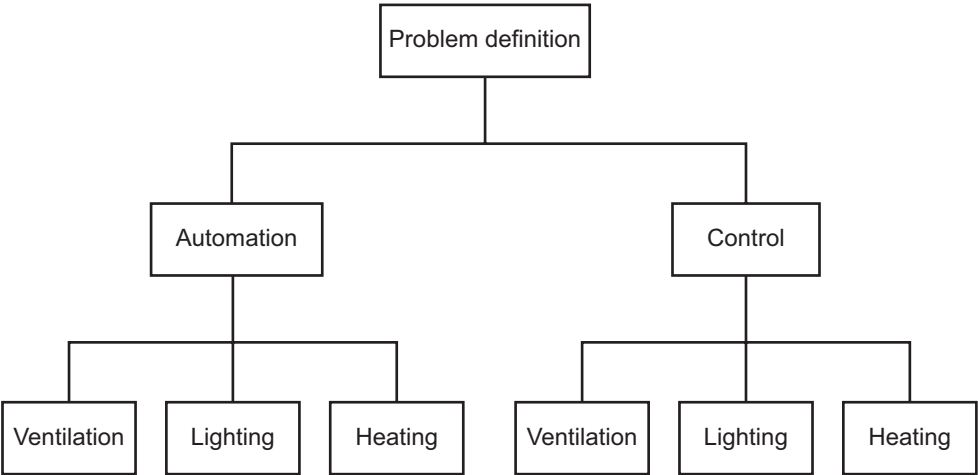 Problem definition
Automation
Control
Ventilation
Lighting
Heating
Ventilation
Lighting
Heating